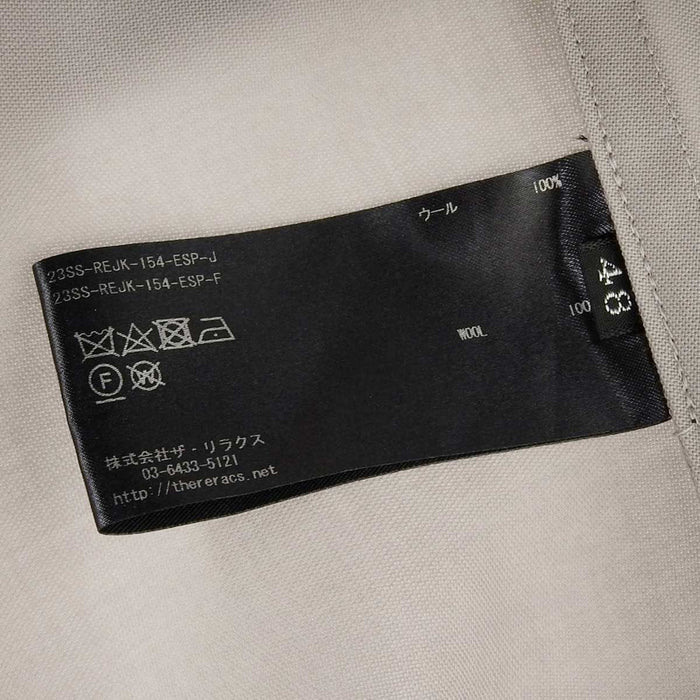 ウール 100%
23SS-REJK-154-ESP-J
23SS-REJK-154-ESP-F
WOOL 100
48
F
W
株式会社ザ・リラクス
03-6433-5121
http://thereracs.net